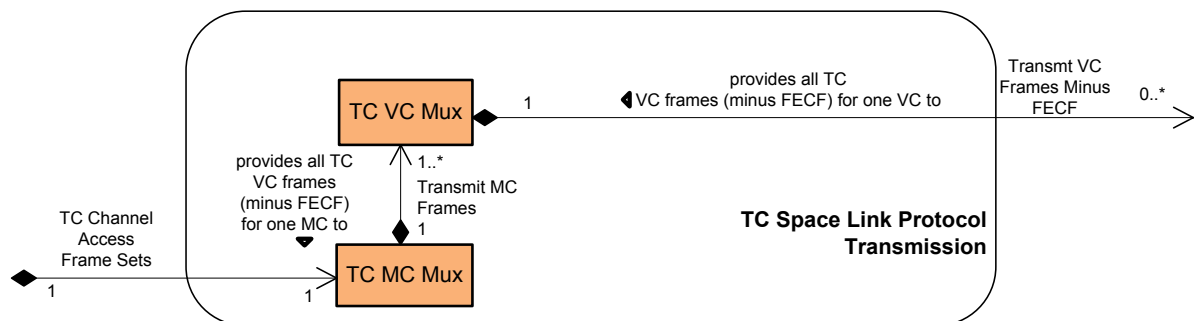 provides all TC
VC frames (minus FECF) for one VC to
Transmt VC
Frames Minus
FECF
0..*
TC VC Mux
1
1..*
provides all TC
VC frames
(minus FECF)
for one MC to
Transmit MC
Frames
1
TC Channel
Access
Frame Sets
1
1
TC MC Mux
TC Space Link Protocol
Transmission